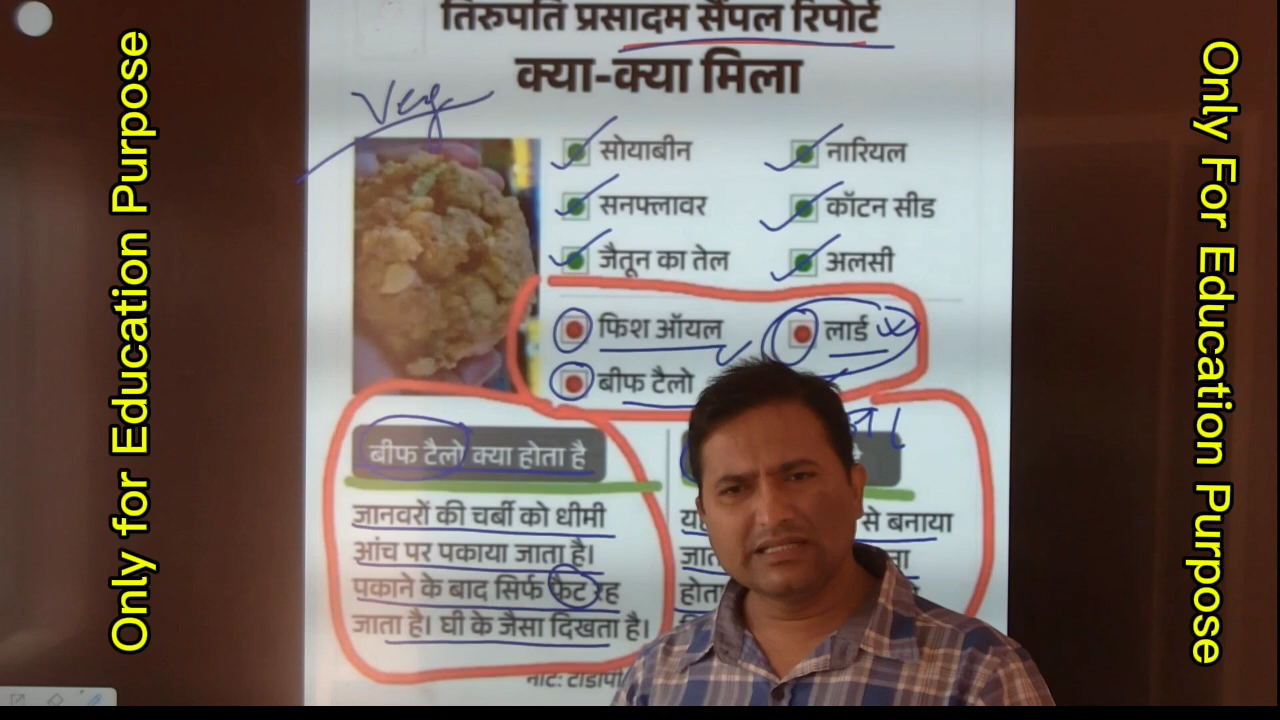 Only for Education Purpose
तिरुपति प्रसादम सैंपल रिपोर्ट
क्या-क्या मिला
Veg
सोयाबीन
नारियल
सनफ्लावर
कॉटन सीड
जैतून का तेल
अलसी
फिश ऑयल
लार्ड
बीफ टैलो
बीफ टैलो क्या होता है
जानवरों की चर्बी को धीमी
आंच पर पकाया जाता है।
पकाने के बाद सिर्फ फैट रह
जाता है। घी के जैसा दिखता है।
से बनाया
नोट:
Only For Education Purpose